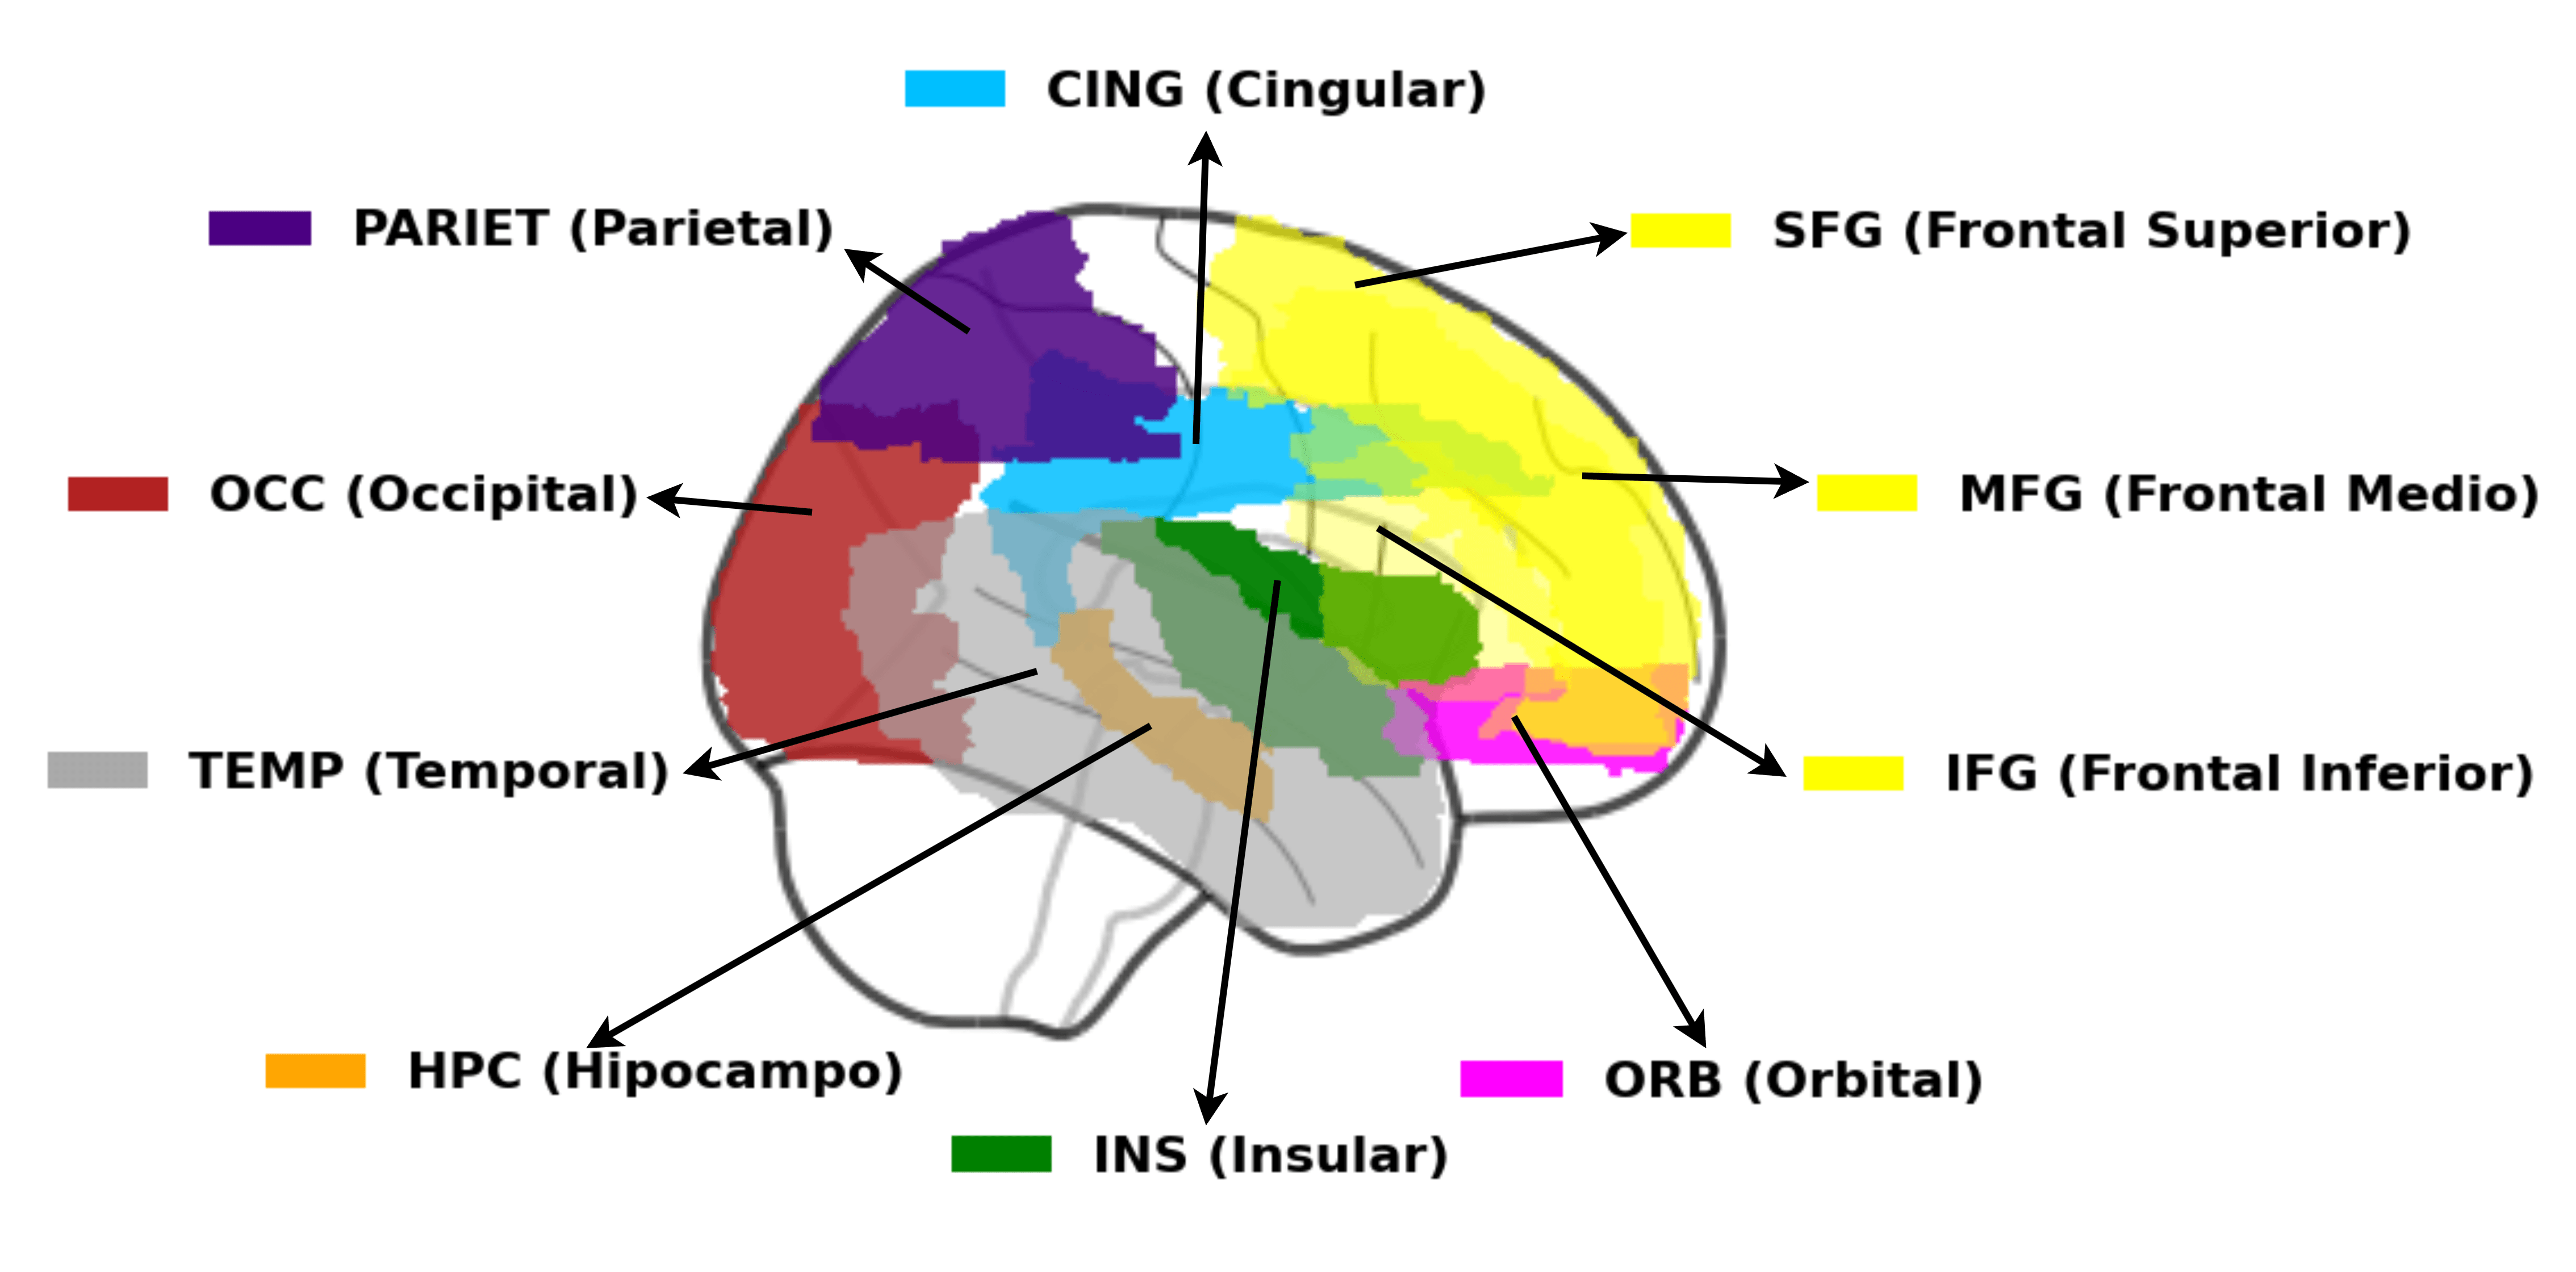 CING (Cingular)
PARIET (Parietal)
SFG (Frontal Superior)
OCC (Occipital)
MFG (Frontal Medio)
TEMP (Temporal)
IFG (Frontal Inferior)
HPC (Hipocampo)
ORB (Orbital)
INS (Insular)